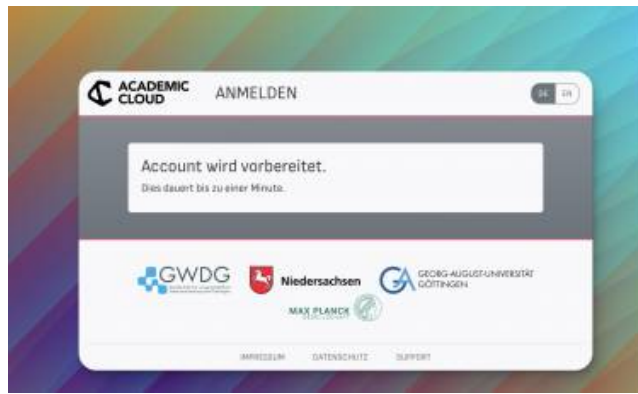 ACADEMIC
CLOUD
ANMELDEN
DE EN
Account wird vorbereitet.
Dies dauert bis zu einer Minute.
GWDG
Niedersachsen
GEORG-AUGUST-UNIVERSITÄT
GÖTTINGEN
MAX PLANCK
IMPRESSUM DATENSCHUTZ SUPPORT